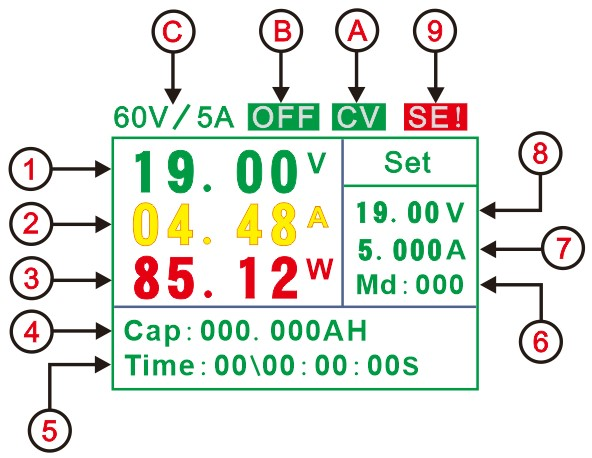 C B A 9
60V/5A OFF CV SE!
1 19.00V Set 8
19.00V
2 04.48A 5.000A 7
3 85.12W Md:000
4 Cap:000.000AH 6
Time:00\00:00:00S
5